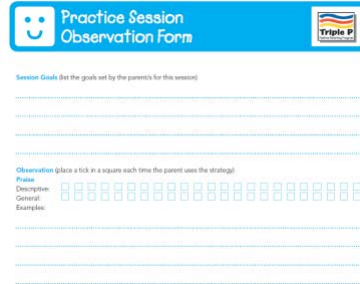 Practice Session
Observation Form
Triple P
Session Goals (list the goals set by the parent/s for this session)
Observation (place a tick in a square each time the parent uses the strategy)
Praise
Descriptive:
General:
Examples: